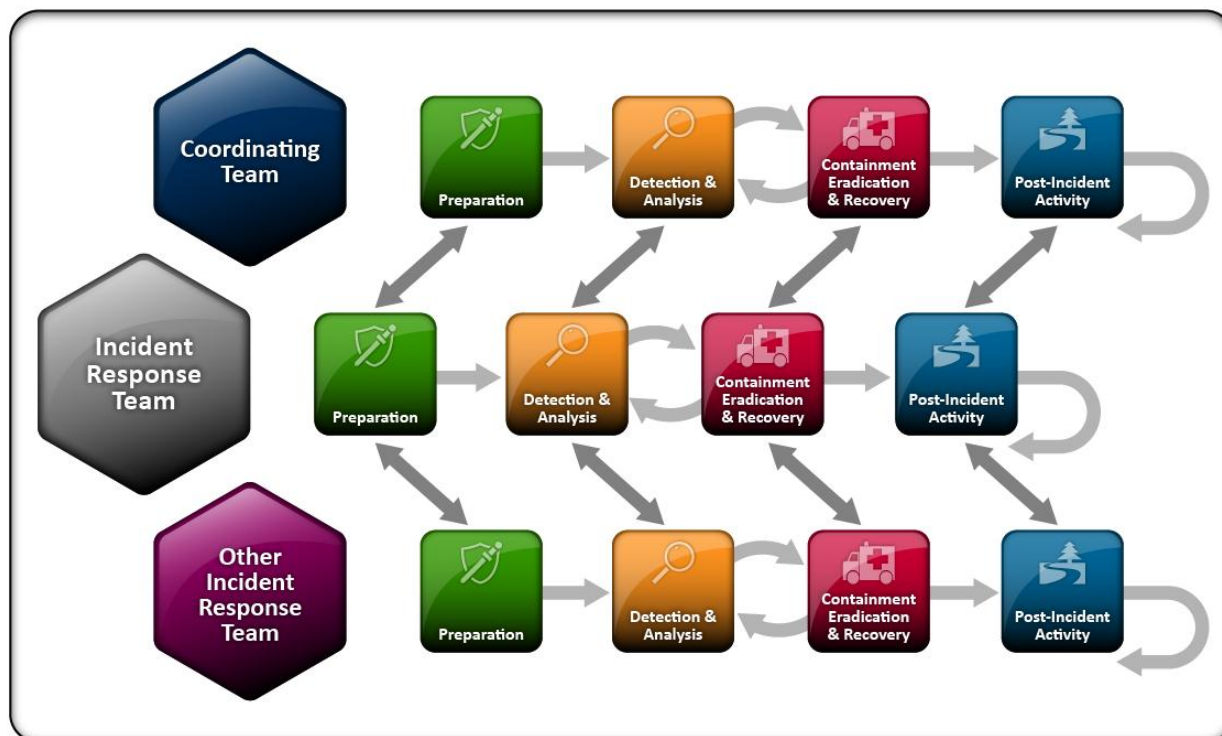 Coordinating
Team
Preparation
Detection &
Analysis
Containment
Eradication
& Recovery
Post-Incident
Activity
Incident
Response
Team
Preparation
Detection &
Analysis
Containment
Eradication
& Recovery
Post-Incident
Activity
Other
Incident
Response
Team
Preparation
Detection &
Analysis
Containment
Eradication
& Recovery
Post-Incident
Activity